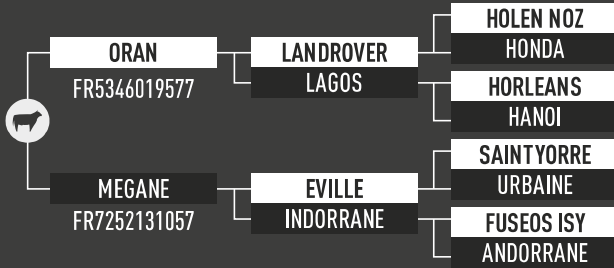 ORAN
FR5346019577
LANDROVER
LAGOS
HOLEN NOZ
HONDA
HORLEANS
HANOI
MEGANE
FR7252131057
EVILLE
INDORRANE
SAINTYORRE
URBAINE
FUSEOS ISY
ANDORRANE